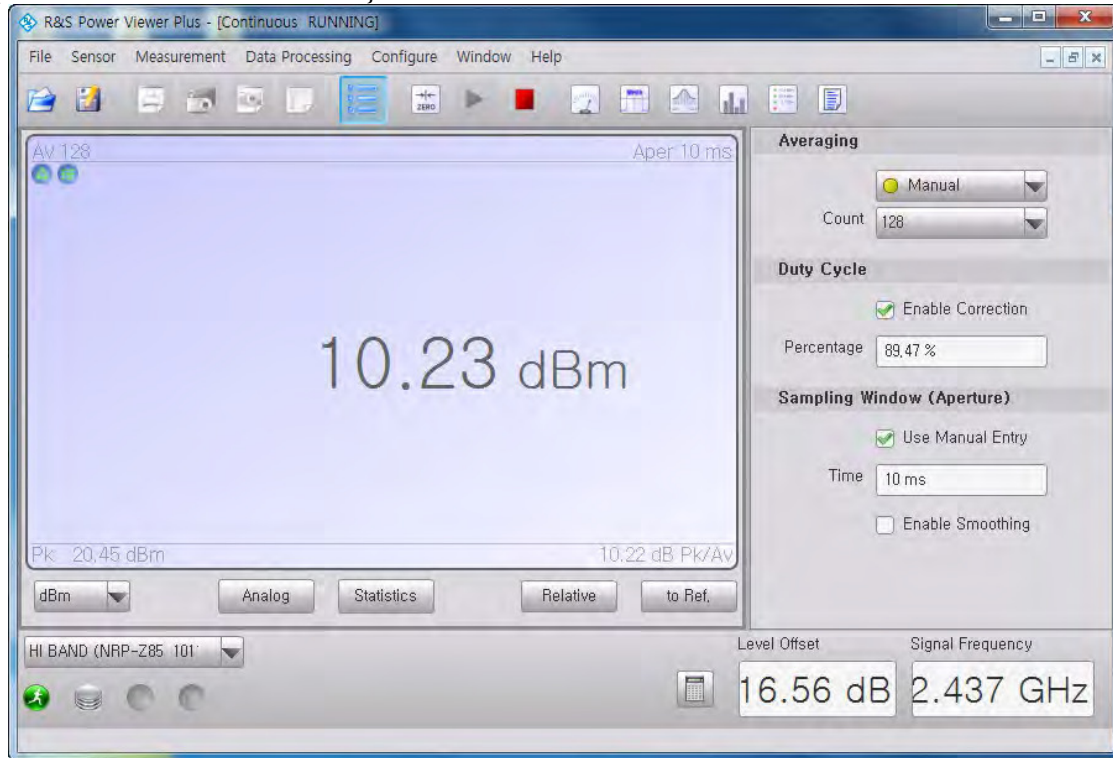 R&S Power Viewer Plus - [Continuous RUNNING]
File Sensor Measurement Data Processing Configure Window Help
ZERO
Av 128 Aper 10 ms
10.23 dBm
Pk 20.45 dBm 10.22 dB Pk/Av
dBm Analog Statistics Relative to Ref.
Averaging
Manual
Count 128
Duty Cycle
Enable Correction
Percentage 89.47 %
Sampling Window (Aperture)
Use Manual Entry
Time 10 ms
Enable Smoothing
HI BAND (NRP-Z85 101
Level Offset Signal Frequency
16.56 dB 2.437 GHz